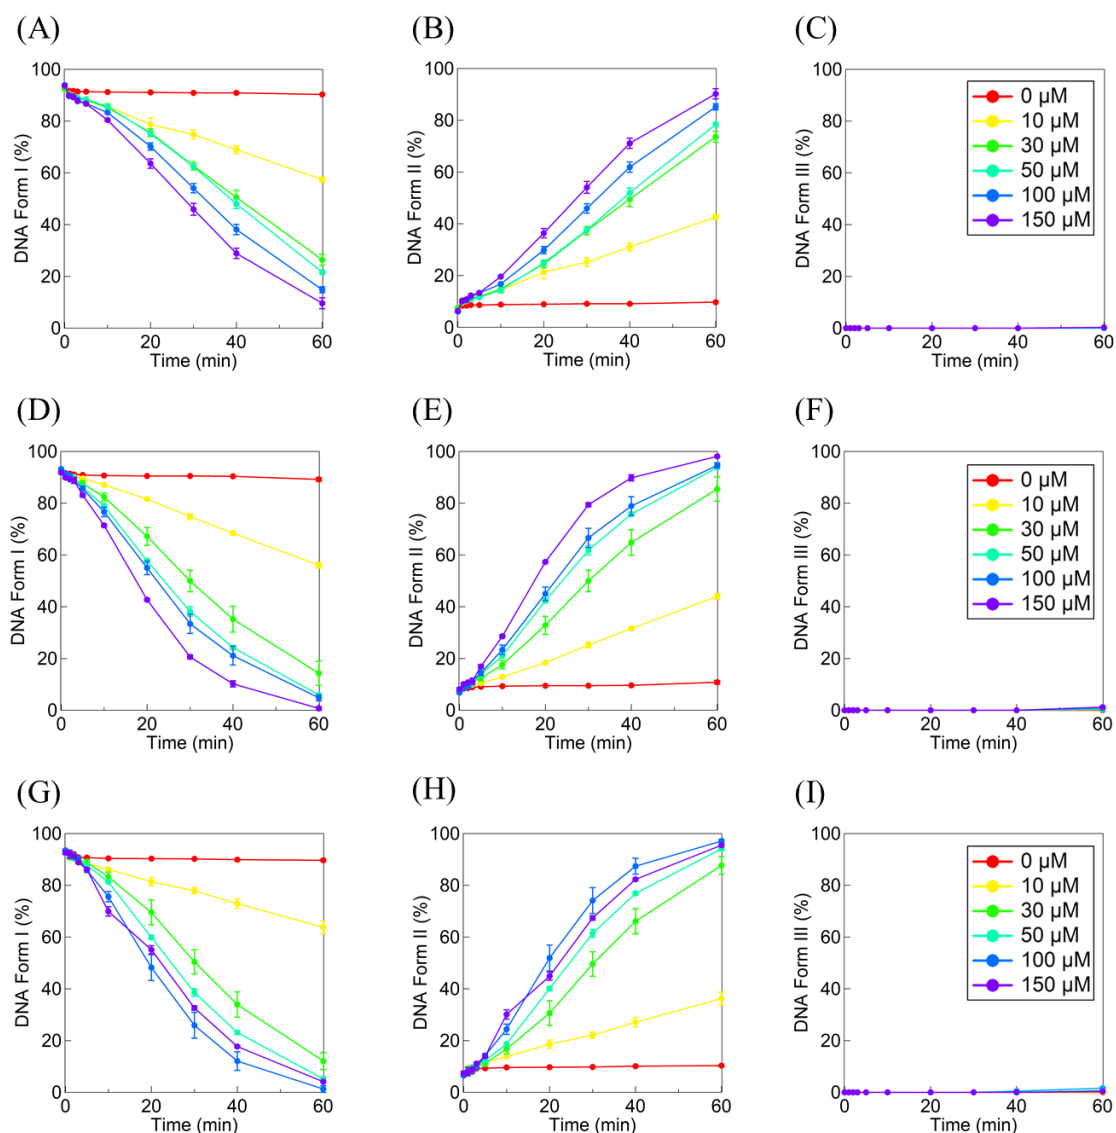 (A)
(B)
(C)
DNA Form I (%)
100
80
60
40
20
0
0
20
40
60
Time (min)
DNA Form II (%)
100
80
60
40
20
0
0
20
40
60
Time (min)
DNA Form III (%)
100
80
60
40
20
0
0
20
40
60
Time (min)
0 µM
10 µM
30 µM
50 µM
100 µM
150 µM
(D)
(E)
(F)
DNA Form I (%)
100
80
60
40
20
0
0
20
40
60
Time (min)
DNA Form II (%)
100
80
60
40
20
0
0
20
40
60
Time (min)
DNA Form III (%)
100
80
60
40
20
0
0
20
40
60
Time (min)
0 µM
10 µM
30 µM
50 µM
100 µM
150 µM
(G)
(H)
(I)
DNA Form I (%)
100
80
60
40
20
0
0
20
40
60
Time (min)
DNA Form II (%)
100
80
60
40
20
0
0
20
40
60
Time (min)
DNA Form III (%)
100
80
60
40
20
0
0
20
40
60
Time (min)
0 µM
10 µM
30 µM
50 µM
100 µM
150 µM